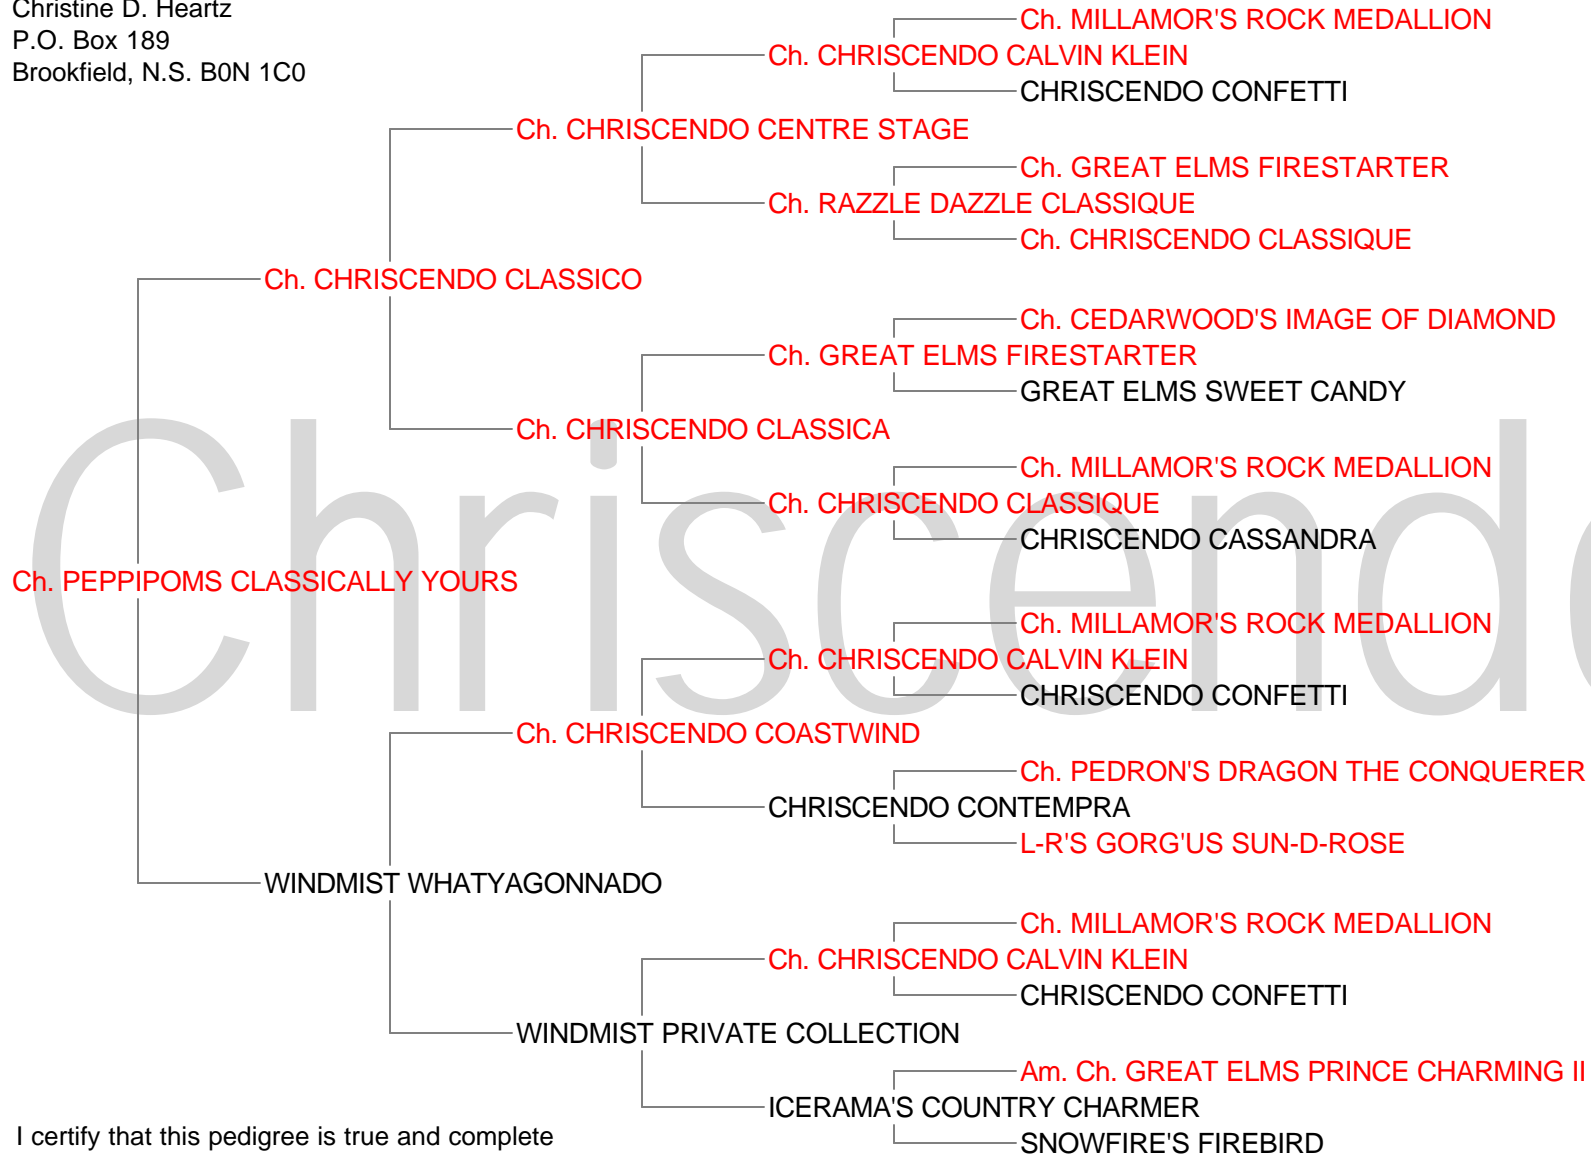 Christine D. Heartz
P.O. Box 189
Brookfield, N.S. B0N 1C0
Ch. MILLAMOR'S ROCK MEDALLION
Ch. CHRISCENDO CALVIN KLEIN
CHRISCENDO CONFETTI
Ch. CHRISCENDO CENTRE STAGE
Ch. GREAT ELMS FIRESTARTER
Ch. RAZZLE DAZZLE CLASSIQUE
Ch. CHRISCENDO CLASSIQUE
Ch. CHRISCENDO CLASSICO
Ch. CEDARWOOD'S IMAGE OF DIAMOND
Ch. GREAT ELMS FIRESTARTER
GREAT ELMS SWEET CANDY
Ch. CHRISCENDO CLASSICA
Ch. MILLAMOR'S ROCK MEDALLION
Ch. CHRISCENDO CLASSIQUE
CHRISCENDO CASSANDRA
Chriscendo
Ch. PEPPIPOMS CLASSICALLY YOURS
Ch. MILLAMOR'S ROCK MEDALLION
Ch. CHRISCENDO CALVIN KLEIN
CHRISCENDO CONFETTI
Ch. CHRISCENDO COASTWIND
Ch. PEDRON'S DRAGON THE CONQUERER
CHRISCENDO CONTEMPRA
L-R'S GORG'US SUN-D-ROSE
WINDMIST WHATYAGONNADO
Ch. MILLAMOR'S ROCK MEDALLION
Ch. CHRISCENDO CALVIN KLEIN
CHRISCENDO CONFETTI
WINDMIST PRIVATE COLLECTION
Am. Ch. GREAT ELMS PRINCE CHARMING II
ICERAMA'S COUNTRY CHARMER
SNOWFIRE'S FIREBIRD
I certify that this pedigree is true and complete